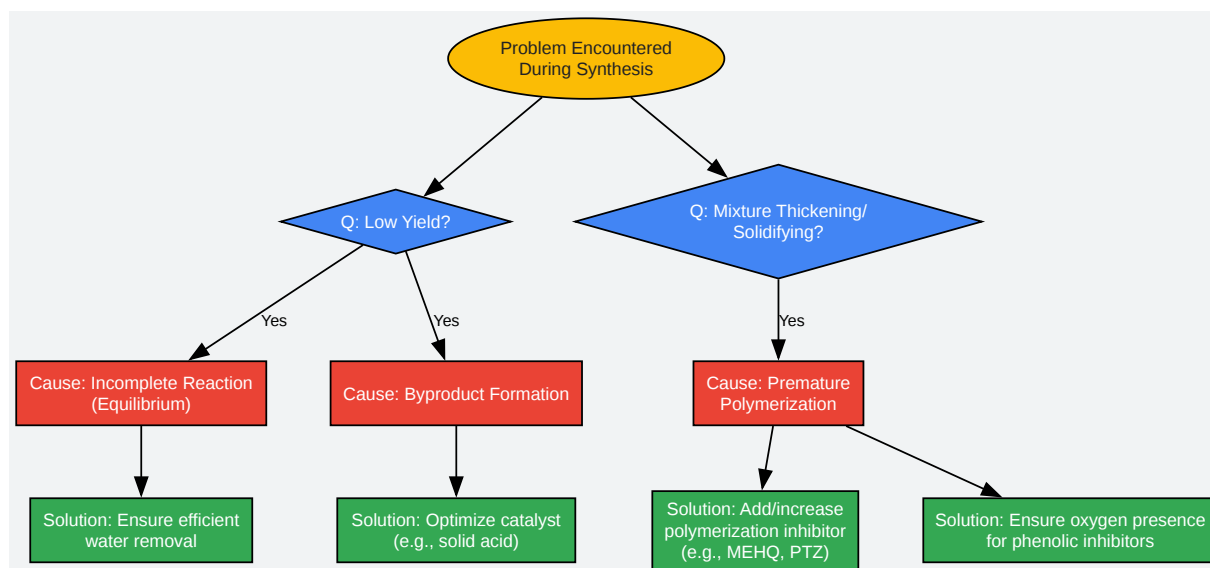 Problem Encountered
During Synthesis
Q: Low Yield?
Q: Mixture Thickening/
Solidifying?
Yes
Yes
Yes
Cause: Incomplete Reaction
(Equilibrium)
Cause: Byproduct Formation
Cause: Premature
Polymerization
Solution: Ensure efficient
water removal
Solution: Optimize catalyst
(e.g., solid acid)
Solution: Add/increase
polymerization inhibitor
(e.g., MEHQ, PTZ)
Solution: Ensure oxygen presence
for phenolic inhibitors